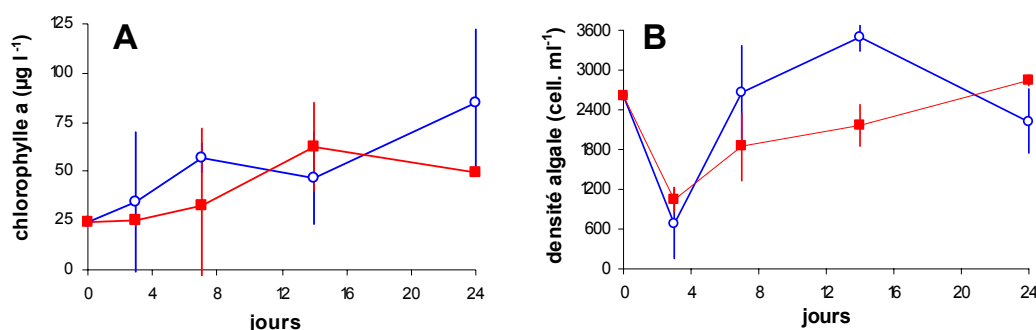 A
chlorophylle a (µg l⁻¹)
125
100
75
50
25
0
0 4 8 12 16 20 24
jours
B
densité algale (cell. ml⁻¹)
3600
3000
2400
1800
1200
600
0
0 4 8 12 16 20 24
jours